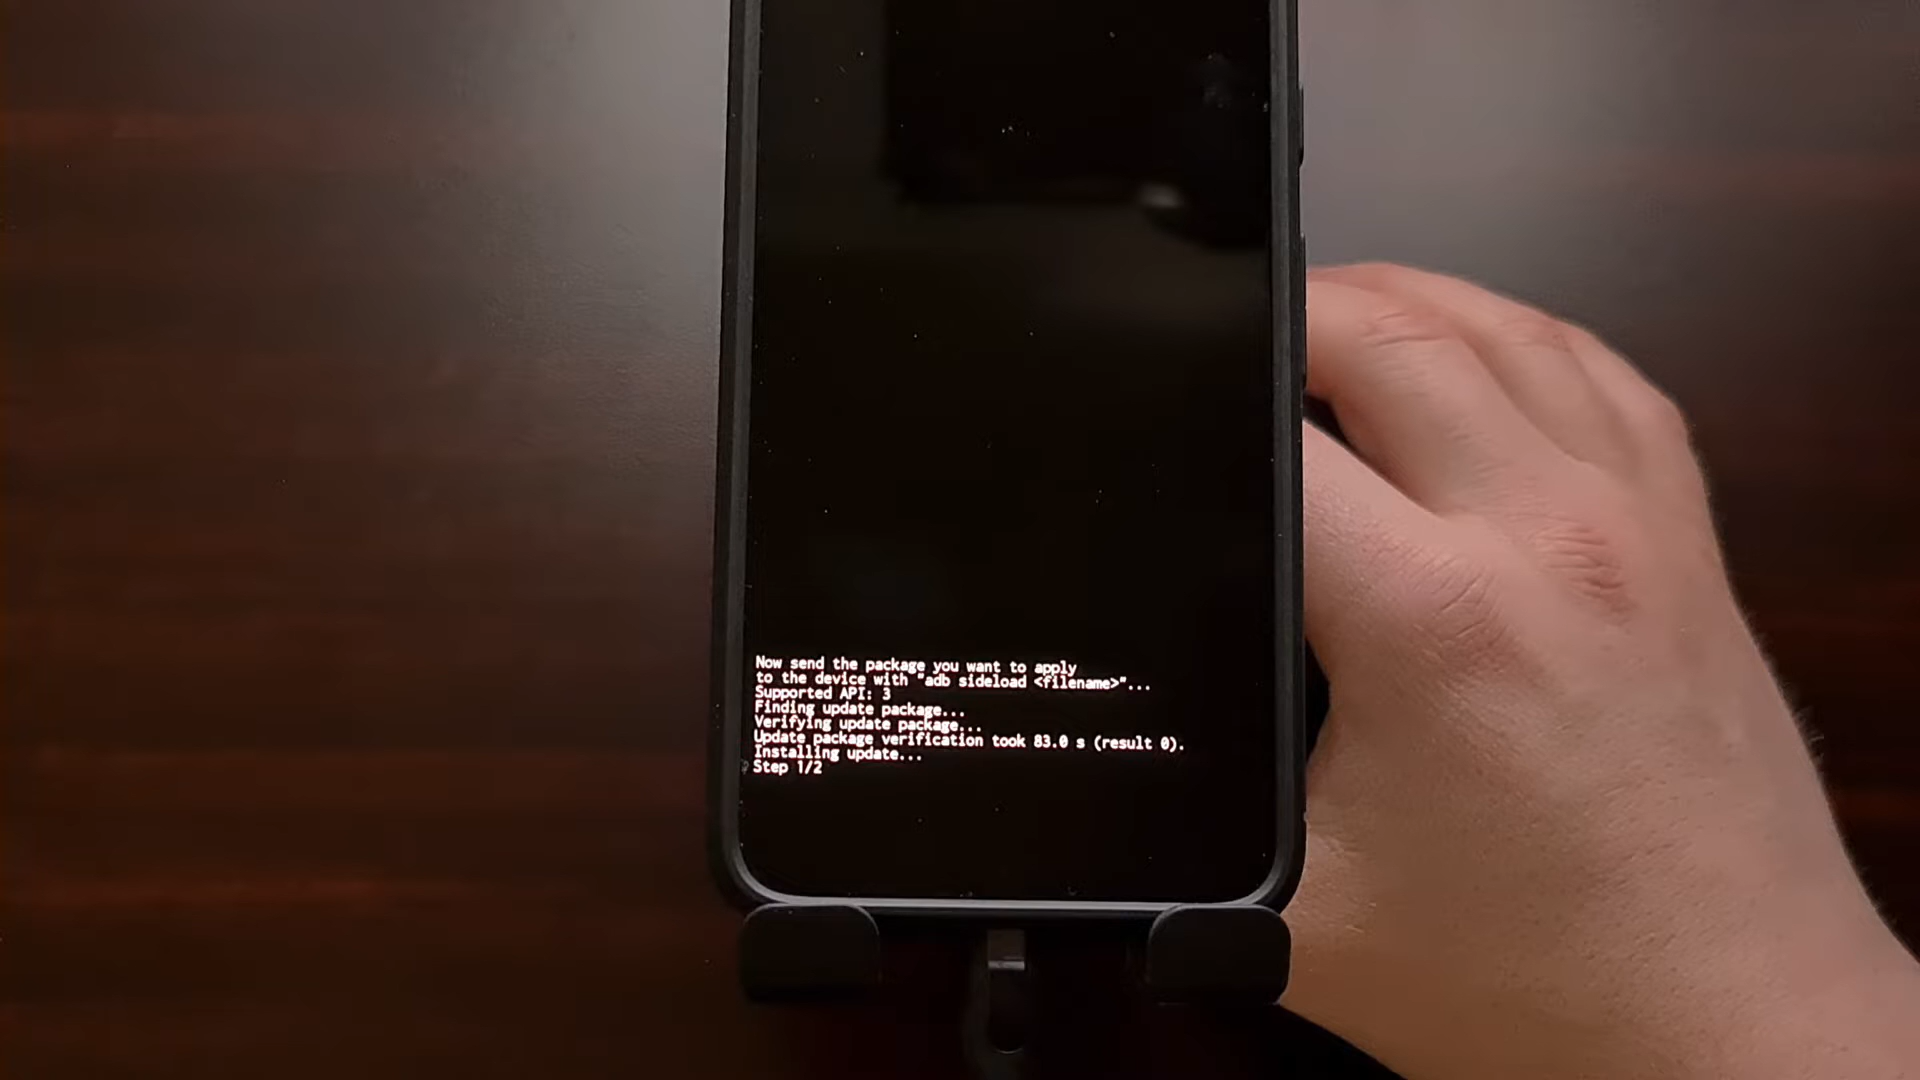 Now send the package you want to apply
to the device with "adb sideload <filename>"...
Supported API: 3
Finding update package...
Verifying update package...
Update package verification took 83.0 s (result 0).
Installing update...
Step 1/2